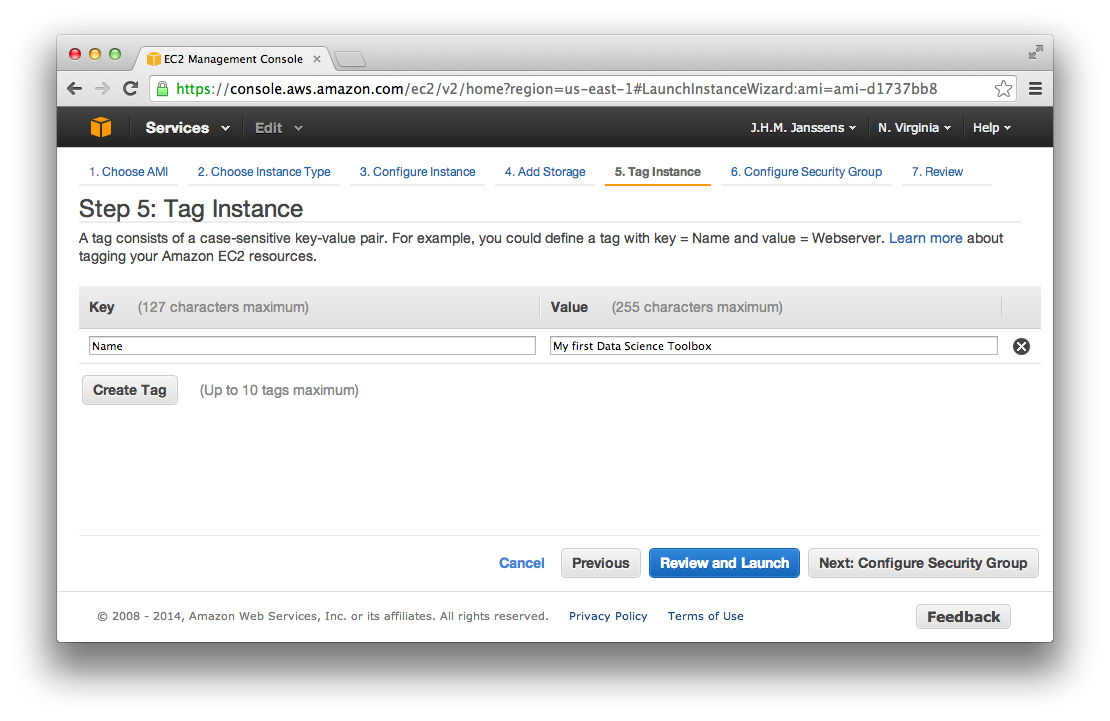 EC2 Management Console
https://console.aws.amazon.com/ec2/v2/home?region=us-east-1#LaunchInstanceWizard:ami=ami-d1737bb8
Services Edit J.H.M. Janssens N. Virginia Help
1. Choose AMI 2. Choose Instance Type 3. Configure Instance 4. Add Storage 5. Tag Instance 6. Configure Security Group 7. Review
Step 5: Tag Instance
A tag consists of a case-sensitive key-value pair. For example, you could define a tag with key = Name and value = Webserver. Learn more about
tagging your Amazon EC2 resources.
Key (127 characters maximum) Value (255 characters maximum)
Name My first Data Science Toolbox
Create Tag (Up to 10 tags maximum)
Cancel Previous Review and Launch Next: Configure Security Group
© 2008 - 2014, Amazon Web Services, Inc. or its affiliates. All rights reserved. Privacy Policy Terms of Use Feedback